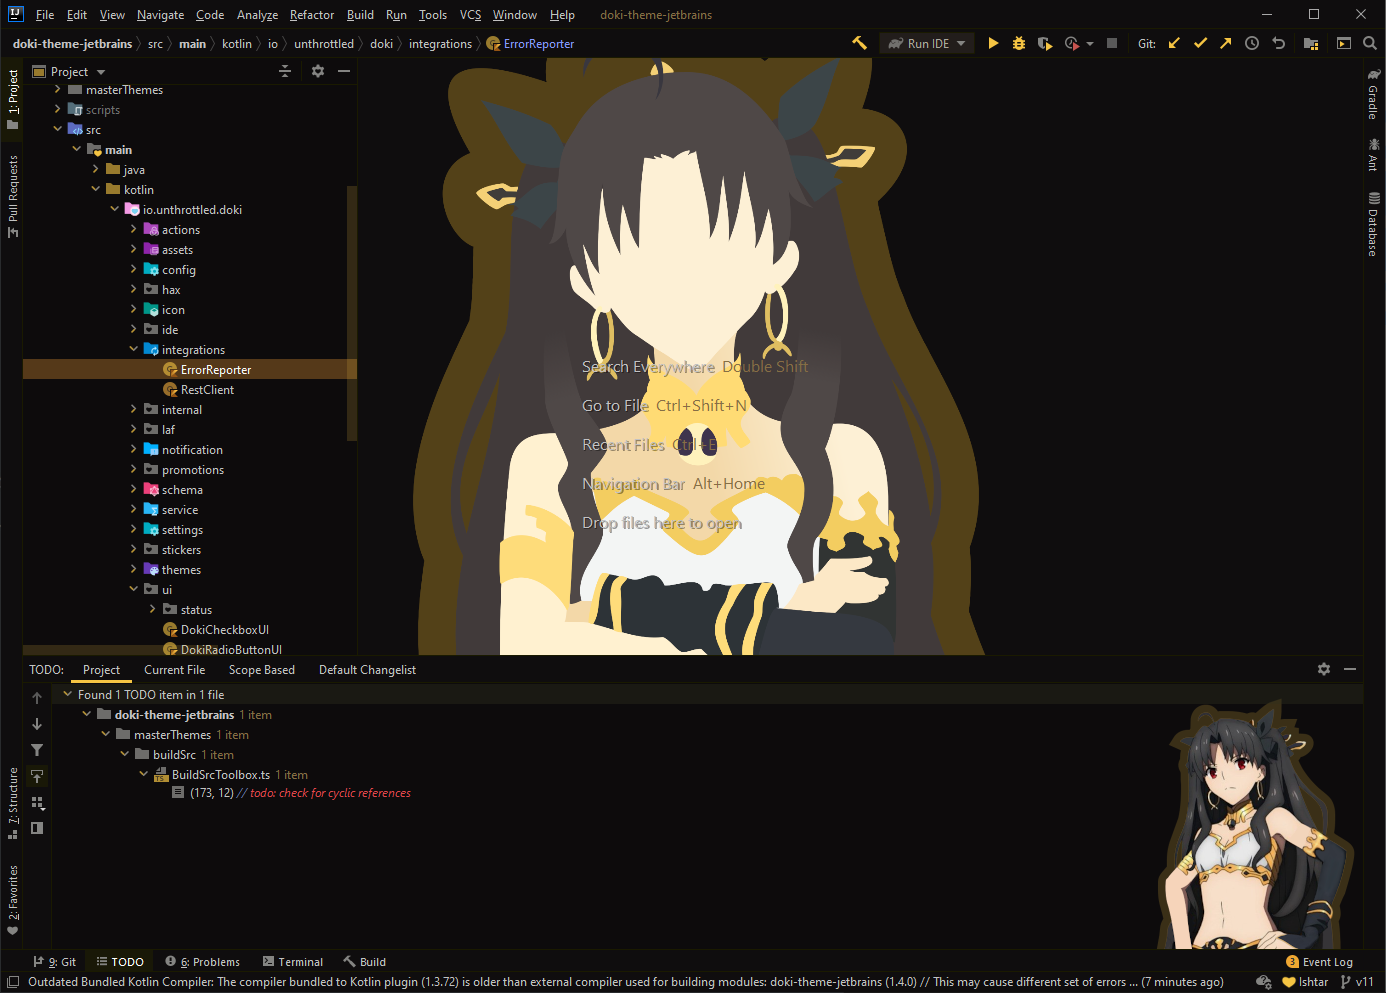 IJ File Edit View Navigate Code Analyze Refactor Build Run Tools VCS Window Help doki-theme-jetbrains
doki-theme-jetbrains src main kotlin io unthrottled doki integrations ErrorReporter Run IDE Git:
1: Project
Pull Requests
7: Structure
2: Favorites
Project
masterThemes
scripts
src
main
java
kotlin
io.unthrottled.doki
actions
assets
config
hax
icon
ide
integrations
ErrorReporter
RestClient
internal
laf
notification
promotions
schema
service
settings
stickers
themes
ui
status
DokiCheckboxUI
DokiRadioButtonUI
Search Everywhere Double Shift
Go to File Ctrl+Shift+N
Recent Files Ctrl+E
Navigation Bar Alt+Home
Drop files here to open
Gradle
Ant
Database
TODO: Project Current File Scope Based Default Changelist
Found 1 TODO item in 1 file
doki-theme-jetbrains 1 item
masterThemes 1 item
buildSrc 1 item
TS BuildSrcToolbox.ts 1 item
(173, 12) // todo: check for cyclic references
9: Git TODO 6: Problems Terminal Build 3 Event Log
Outdated Bundled Kotlin Compiler: The compiler bundled to Kotlin plugin (1.3.72) is older than external compiler used for building modules: doki-theme-jetbrains (1.4.0) // This may cause different set of errors ... (7 minutes ago) Ishtar v11